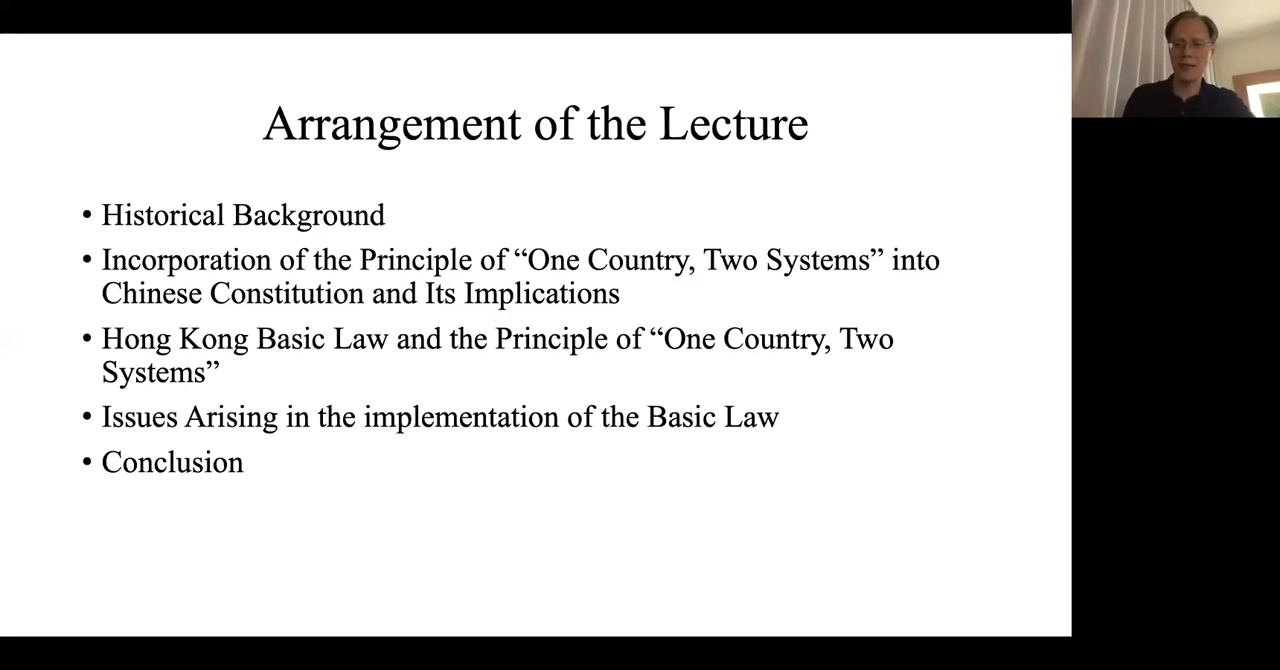 Arrangement of the Lecture
• Historical Background
• Incorporation of the Principle of “One Country, Two Systems” into
Chinese Constitution and Its Implications
• Hong Kong Basic Law and the Principle of “One Country, Two
Systems”
• Issues Arising in the implementation of the Basic Law
• Conclusion